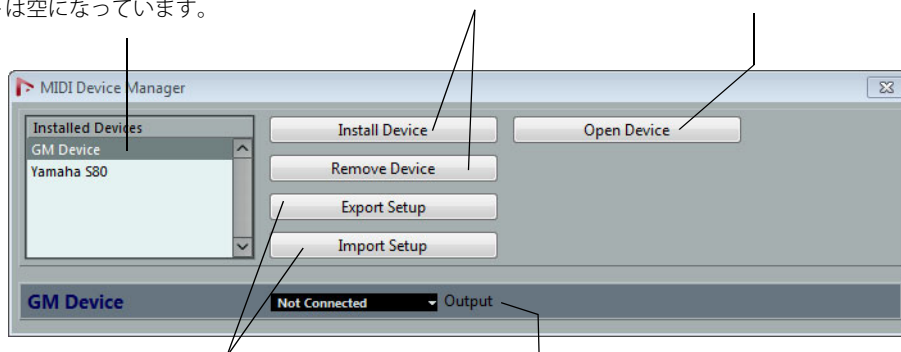 は空になっています。
MIDI Device Manager
Installed Devices
GM Device
Yamaha S80
Install Device
Remove Device
Export Setup
Import Setup
Open Device
GM Device
Not Connected
Output